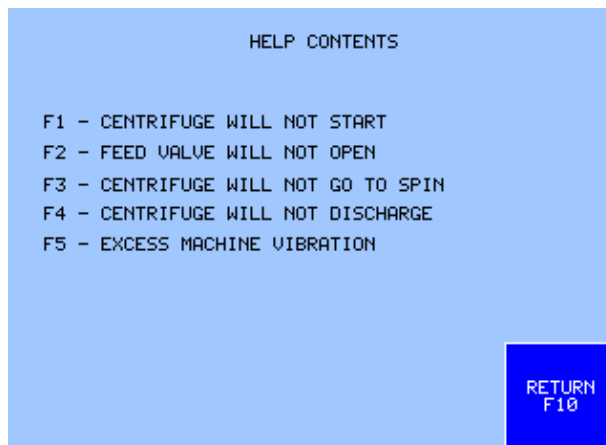 HELP CONTENTS
F1 - CENTRIFUGE WILL NOT START
F2 - FEED VALVE WILL NOT OPEN
F3 - CENTRIFUGE WILL NOT GO TO SPIN
F4 - CENTRIFUGE WILL NOT DISCHARGE
F5 - EXCESS MACHINE VIBRATION
RETURN
F10